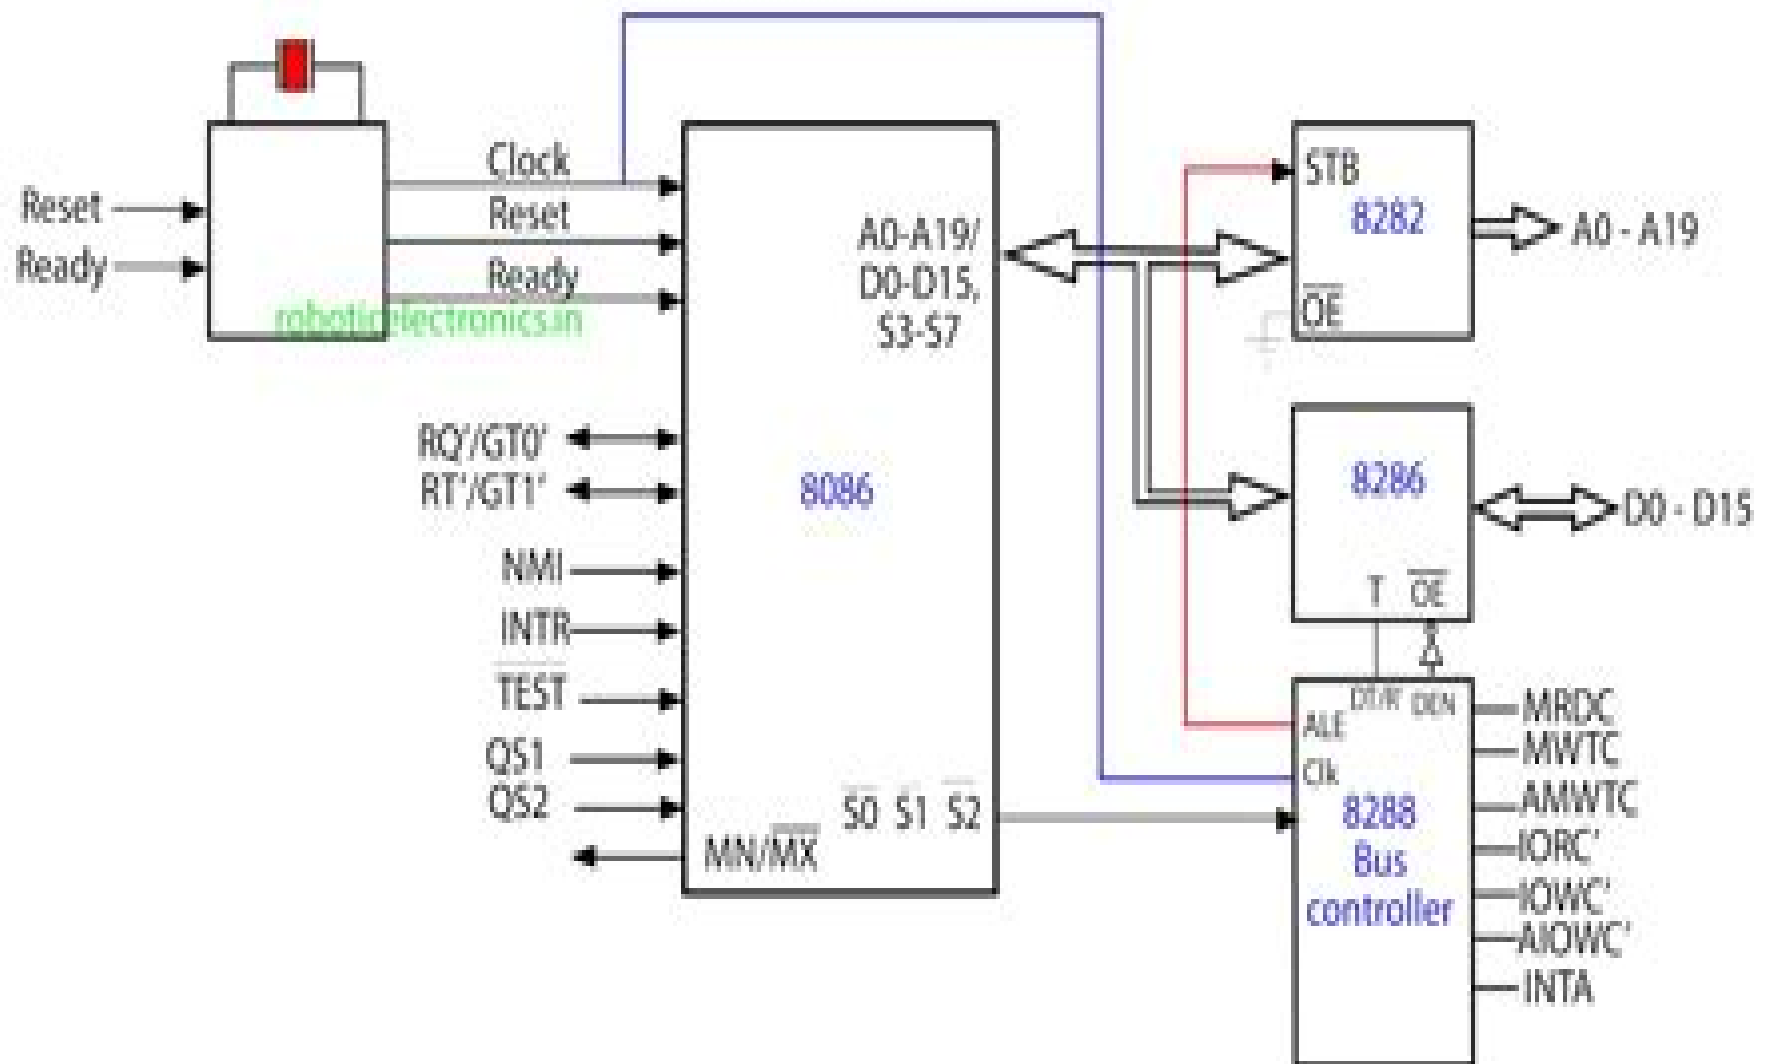 Reset
Ready
Clock
Reset
Ready
roboticelectronics.in
RQ'/GT0'
RT'/GT1'
NMI
INTR
TEST
QS1
QS2
MN/MX
A0-A19/
D0-D15,
S3-S7
8086
S0 S1 S2
STB
8282
OE
A0 - A19
8286
T OE
D0 - D15
DT/R' DEN
ALE
Clk
8288
Bus
controller
MRDC
MWTC
AMWTC
IORC'
IOWC'
AIOWC'
INTA